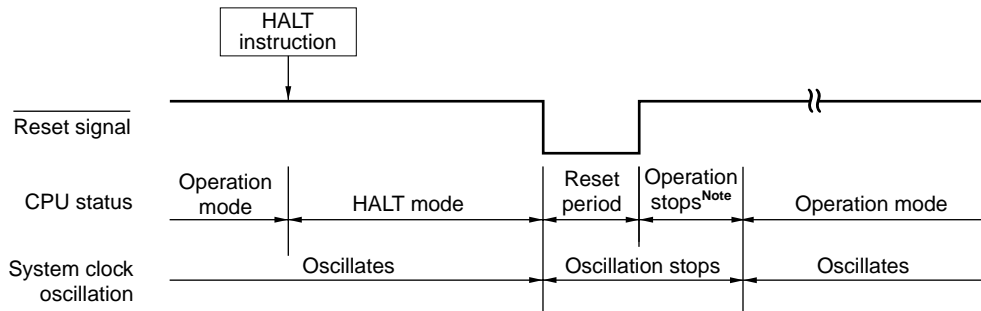 HALT
instruction
Reset signal
CPU status
Operation
mode
HALT mode
Reset
period
Operation
stopsNote
Operation mode
System clock
oscillation
Oscillates
Oscillation stops
Oscillates